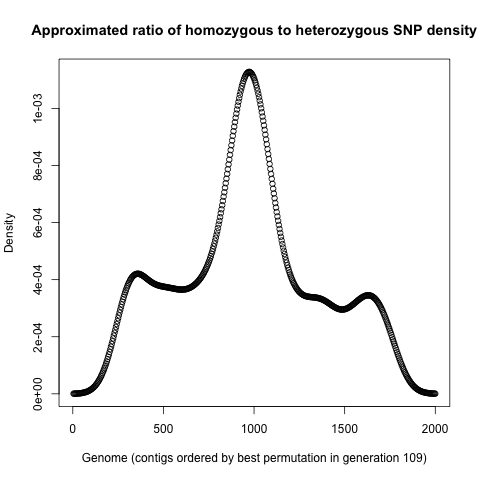 Approximated ratio of homozygous to heterozygous SNP density
Density
1e-03
8e-04
6e-04
4e-04
2e-04
0e+00
0 500 1000 1500 2000
Genome (contigs ordered by best permutation in generation 109)